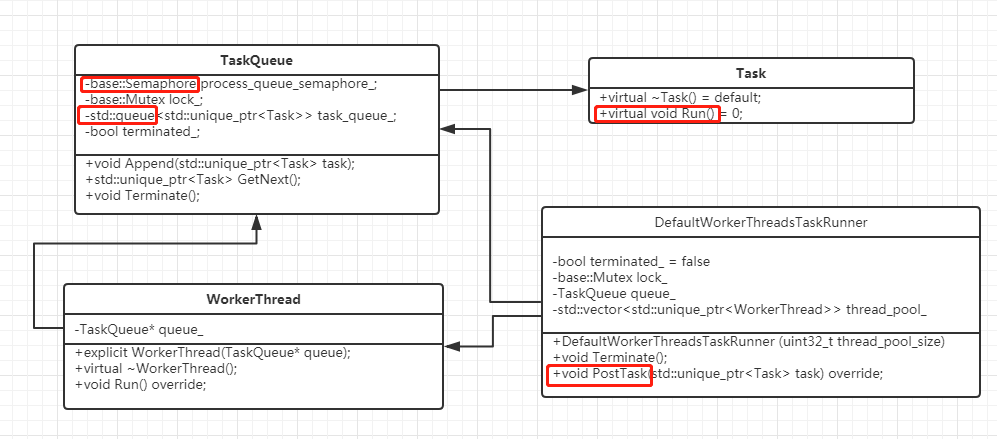 TaskQueue
-base::Semaphore process_queue_semaphore_;
-base::Mutex lock_;
-std::queue<std::unique_ptr<Task>> task_queue_;
-bool terminated_;
+void Append(std::unique_ptr<Task> task);
+std::unique_ptr<Task> GetNext();
+void Terminate();
Task
+virtual ~Task() = default;
+virtual void Run() = 0;
WorkerThread
-TaskQueue* queue_
+explicit WorkerThread(TaskQueue* queue);
+virtual ~WorkerThread();
+void Run() override;
DefaultWorkerThreadsTaskRunner
-bool terminated_ = false
-base::Mutex lock_
-TaskQueue queue_
-std::vector<std::unique_ptr<WorkerThread>> thread_pool_
+DefaultWorkerThreadsTaskRunner (uint32_t thread_pool_size)
+void Terminate();
+void PostTask(std::unique_ptr<Task> task) override;